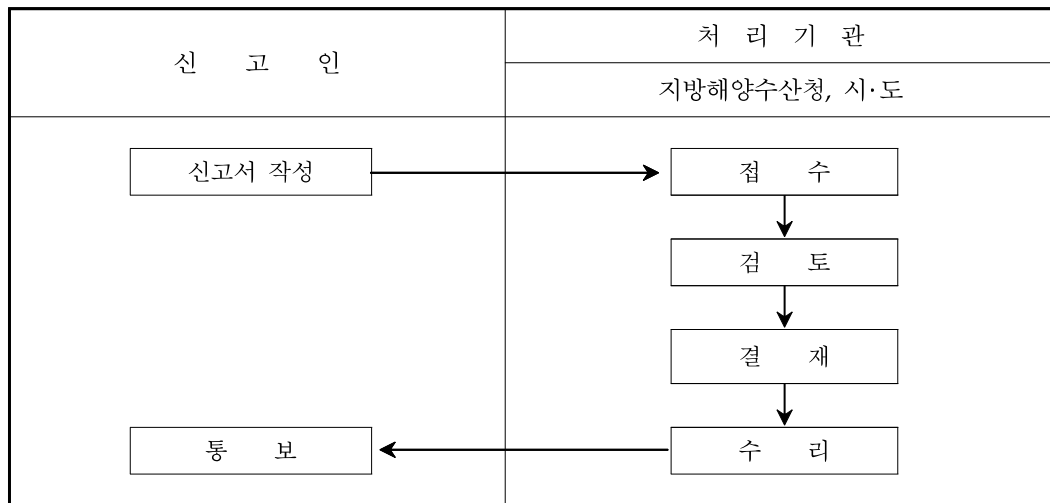 신 고 인
처 리 기 관
지방해양수산청, 시·도
신고서 작성
접 수
검 토
결 재
수 리
통 보